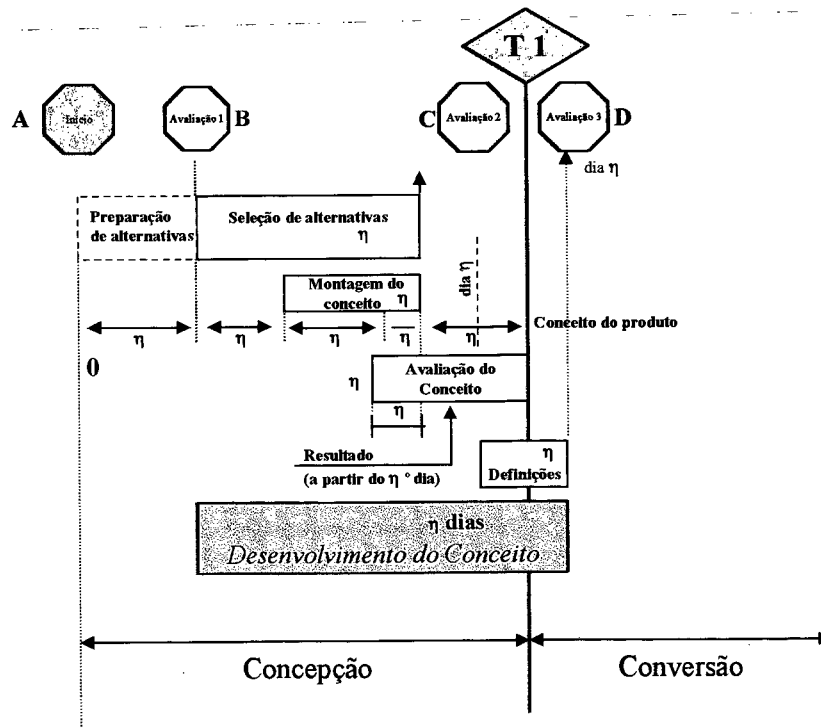 T 1
A
Início
Avaliação 1
B
C
Avaliação 2
Avaliação 3
D
dia η
Preparação
de alternativas
Seleção de alternativas
η
Montagem do
conceito
η
dia η
η
η
η
η
η
Conceito do produto
0
η
Avaliação do
Conceito
η
Resultado
(a partir do η º dia)
η
Definições
η dias
Desenvolvimento do Conceito
Concepção
Conversão